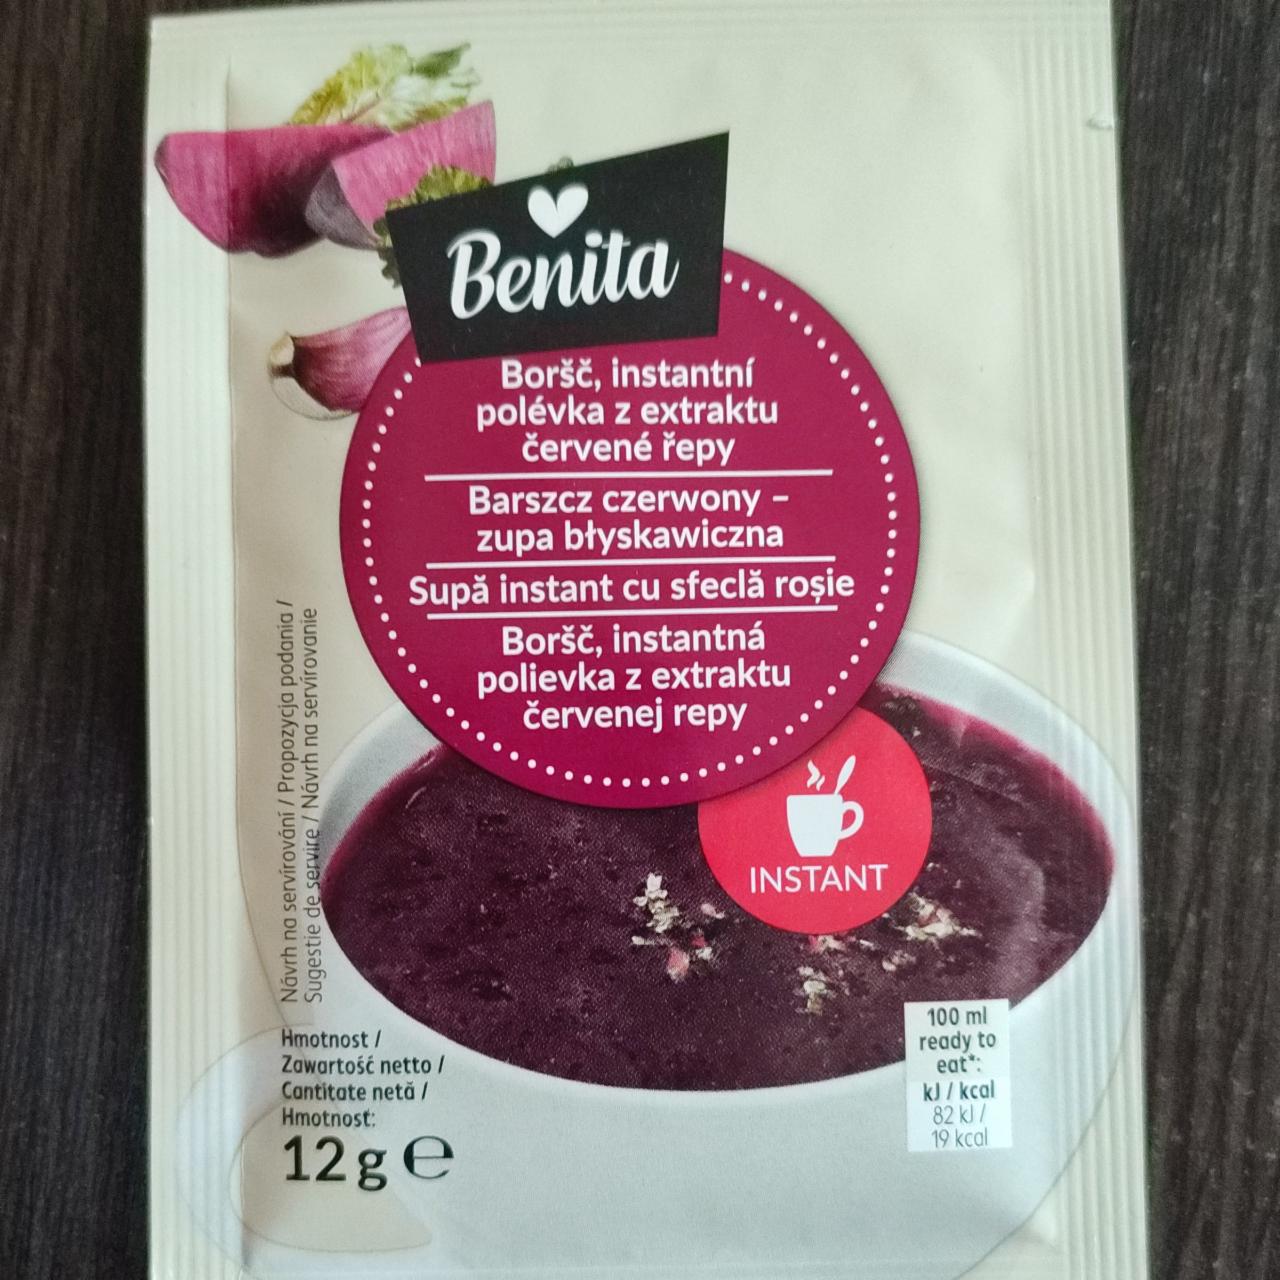 Benita
Boršč, instantní
polévka z extraktu
červené řepy
Barszcz czerwony –
zupa błyskawiczna
Supă instant cu sfeclă roșie
Boršč, instantná
polievka z extraktu
červenej repy
INSTANT
Návrh na servírování / Propozycja podania /
Sugestie de servire / Návrh na servírovanie
Hmotnost /
Zawartość netto /
Cantitate netă /
Hmotnosť:
12 g e
100 ml
ready to
eat*:
kJ / kcal
82 kJ /
19 kcal